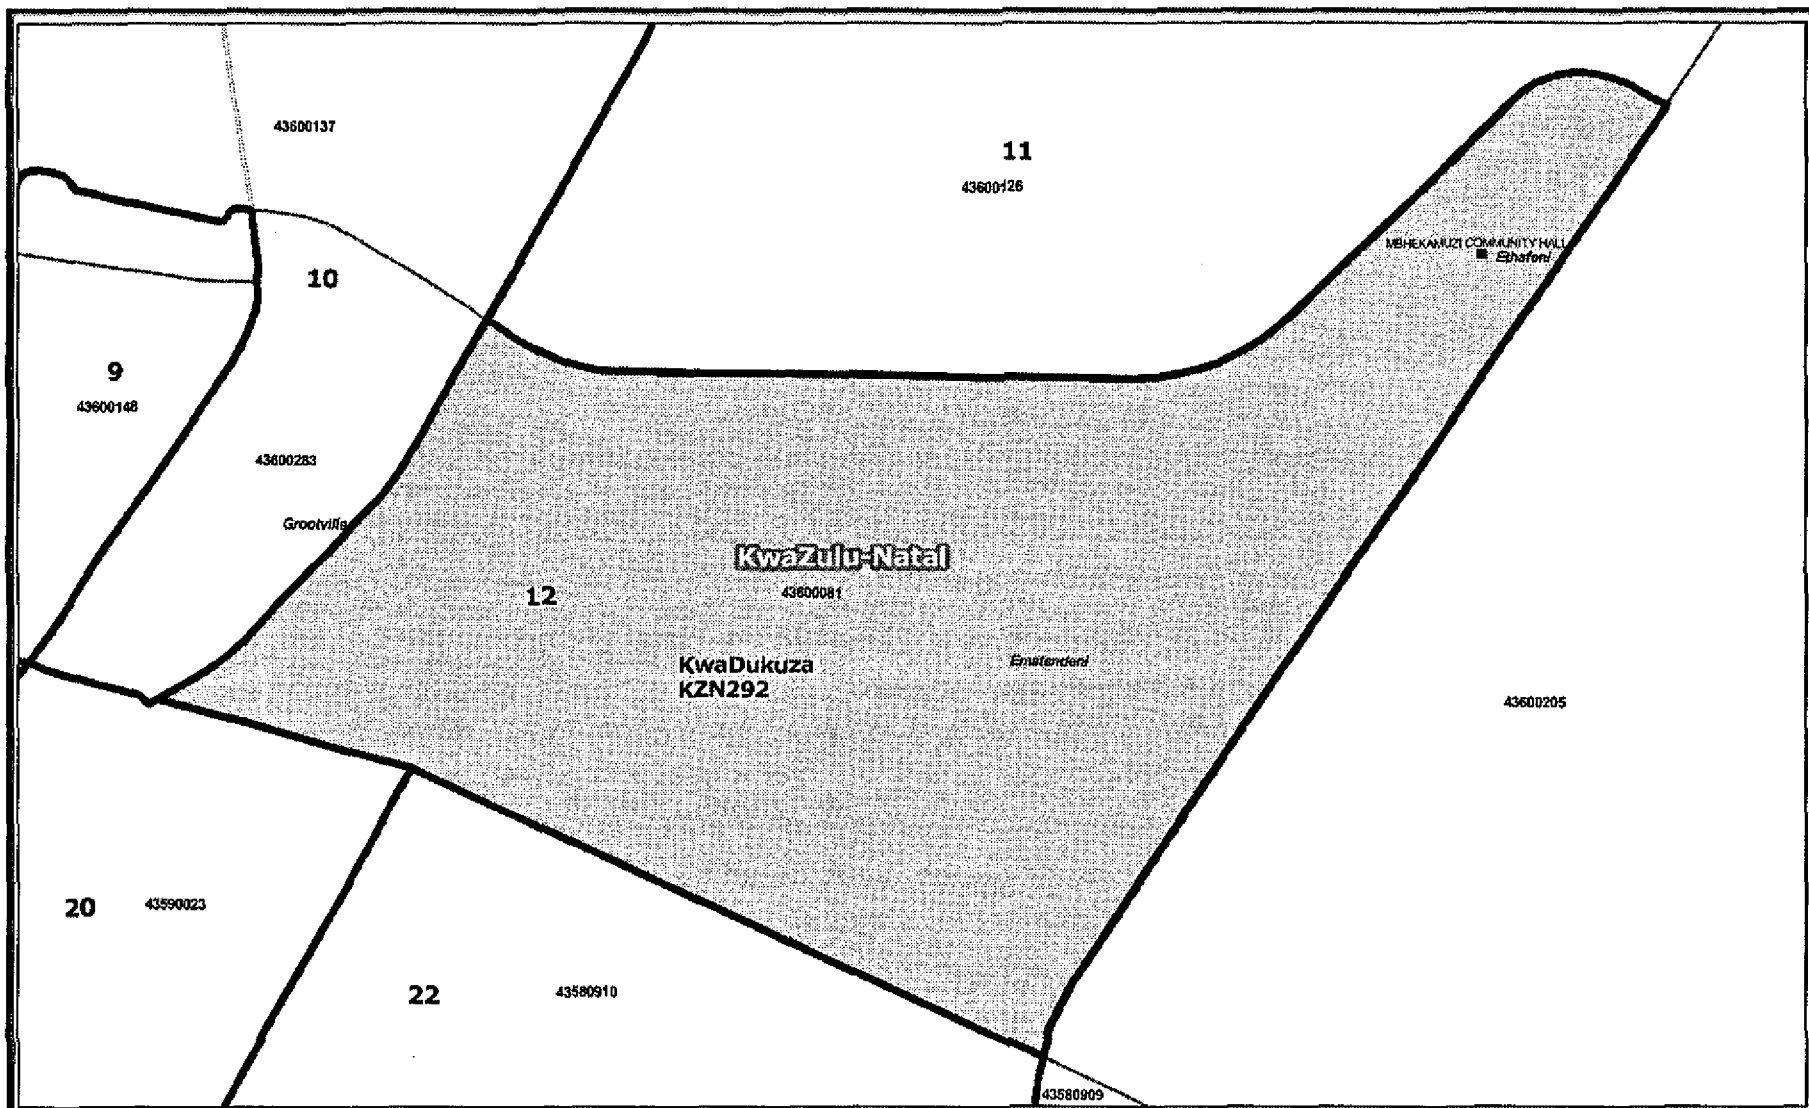 43600137
11
43600126
MBHEKAMUZI COMMUNITY HALL
Ethafeni
10
9
43600148
43600283
Grootville
KwaZulu-Natal
12
43600081
KwaDukuza
KZN292
Ematendeni
43600205
20
43590023
22
43580910
43580909